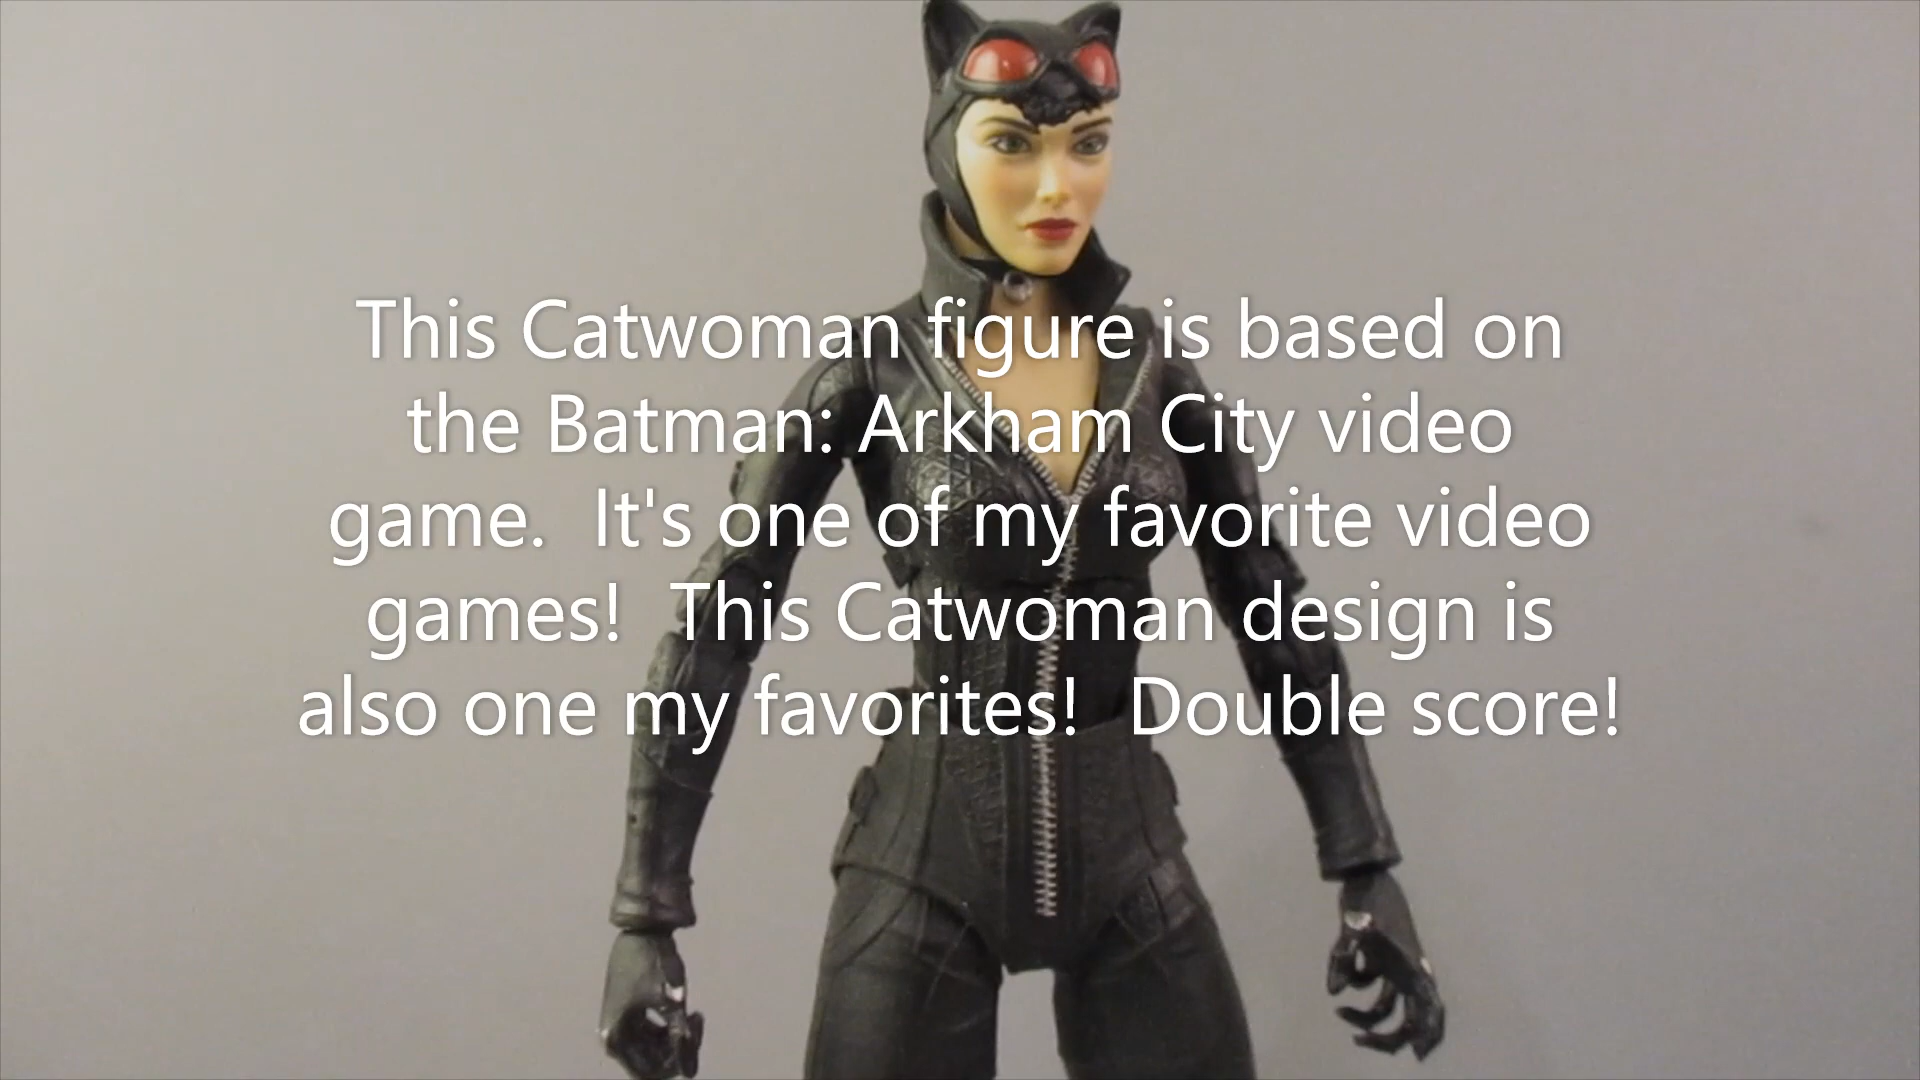 This Catwoman figure is based on
the Batman: Arkham City video
game.  It's one of my favorite video
games!  This Catwoman design is
also one my favorites!  Double score!